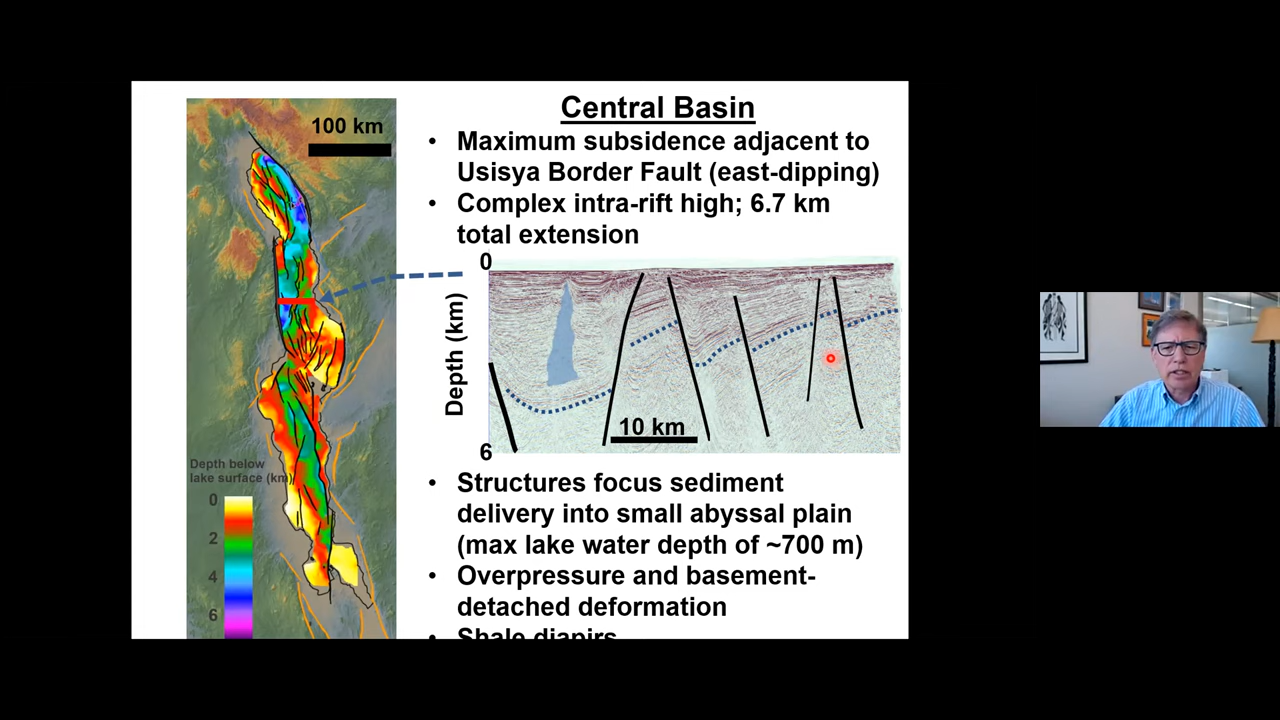 Central Basin
100 km
• Maximum subsidence adjacent to
Usisya Border Fault (east-dipping)
• Complex intra-rift high; 6.7 km
total extension
0
Depth (km)
10 km
6
Depth below
lake surface (km)
0
2
4
6
• Structures focus sediment
delivery into small abyssal plain
(max lake water depth of ~700 m)
• Overpressure and basement-
detached deformation
• Shale diapirs